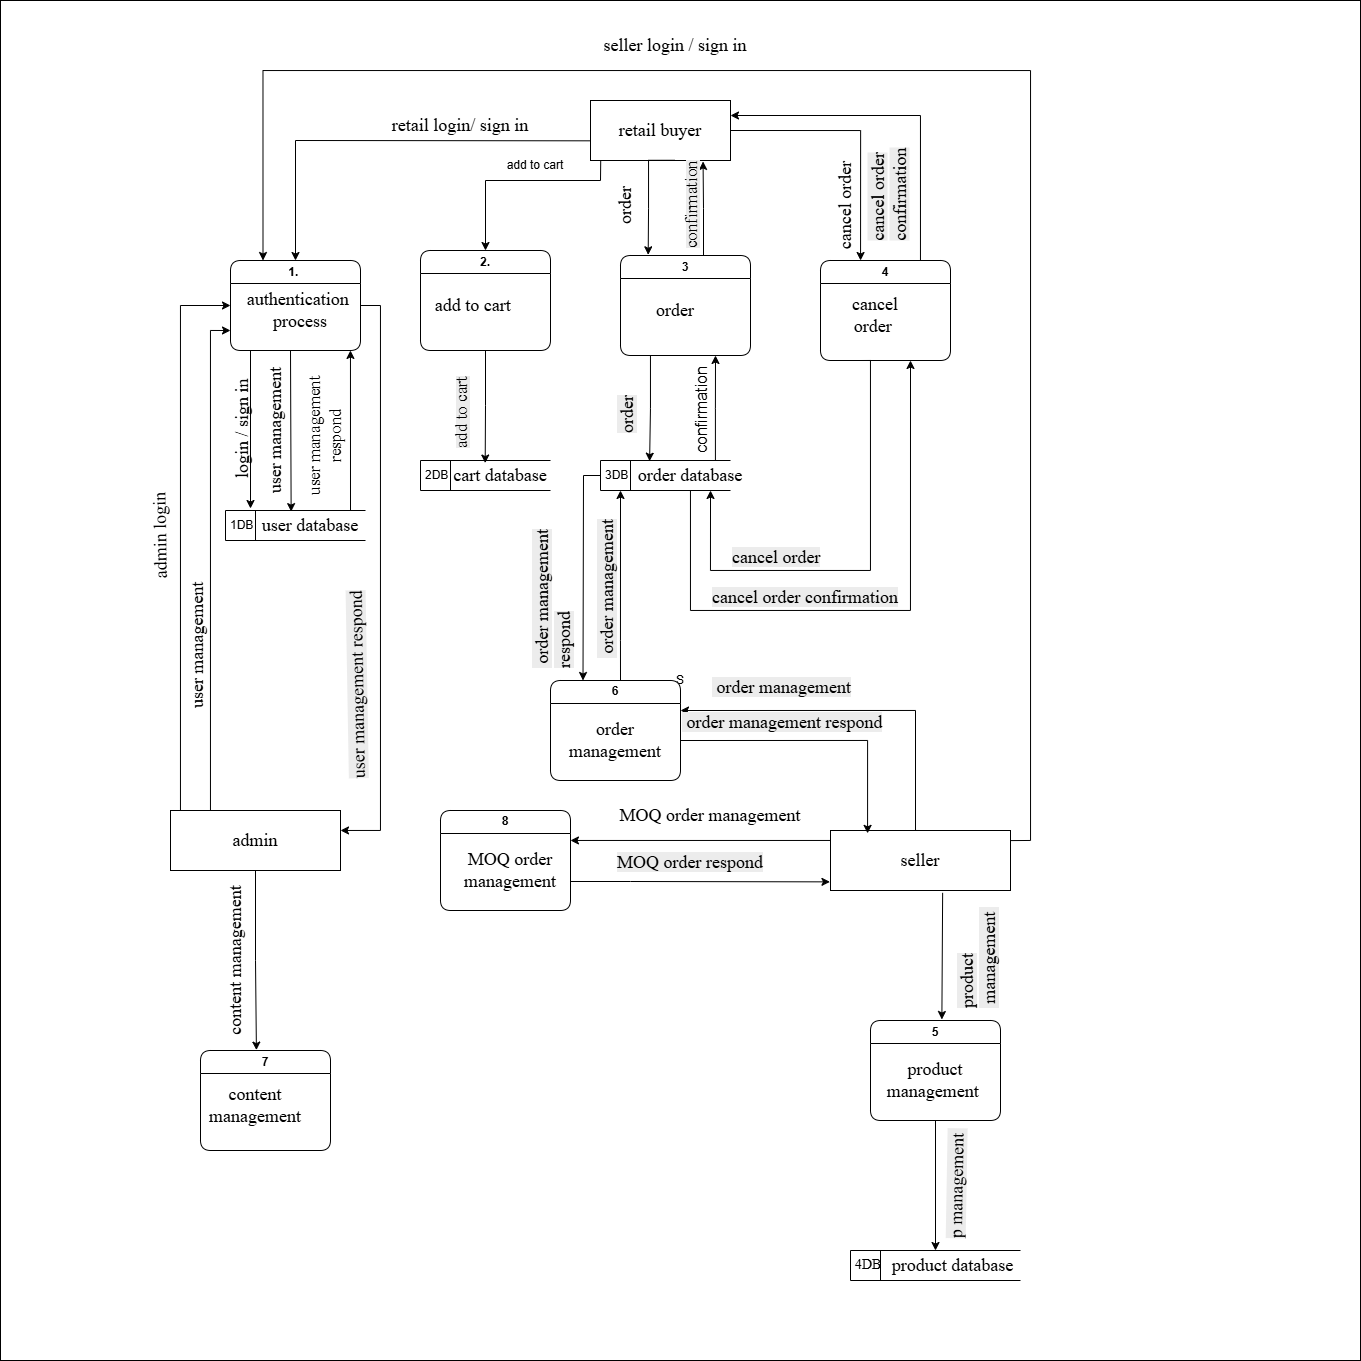 seller login / sign in
retail login/ sign in
retail buyer
add to cart
order
confirmation
cancel order
cancel order
confirmation
1.
authentication
process
2.
add to cart
3
order
4
cancel
order
login / sign in
user management
user management
respond
add to cart
order
confirmation
admin login
user management
1DB
user database
2DB
cart database
3DB
order database
cancel order
cancel order confirmation
order management
respond
order management
user management respond
S
6
order
management
order management
order management respond
admin
8
MOQ order
management
MOQ order management
MOQ order respond
seller
content management
product
management
7
content
management
5
product
management
p management
4DB
product database